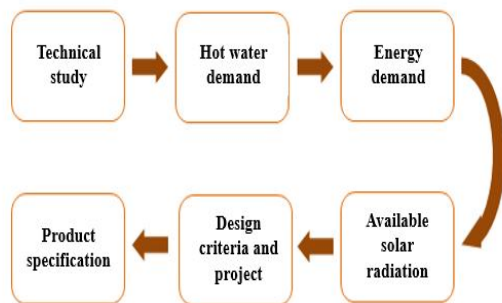 Technical
study
Hot water
demand
Energy
demand
Available
solar
radiation
Design
criteria and
project
Product
specification